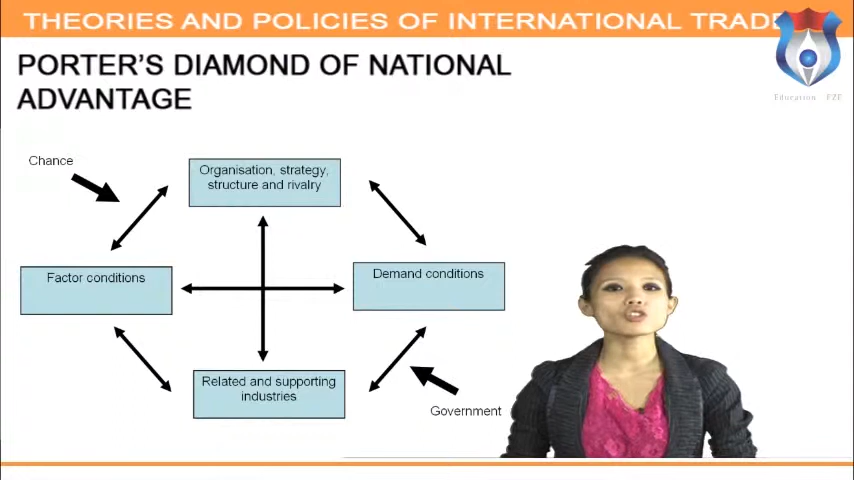 THEORIES AND POLICIES OF INTERNATIONAL TRADE
PORTER'S DIAMOND OF NATIONAL
ADVANTAGE
Education FZE
Chance
Organisation, strategy,
structure and rivalry
Factor conditions
Demand conditions
Related and supporting
industries
Government